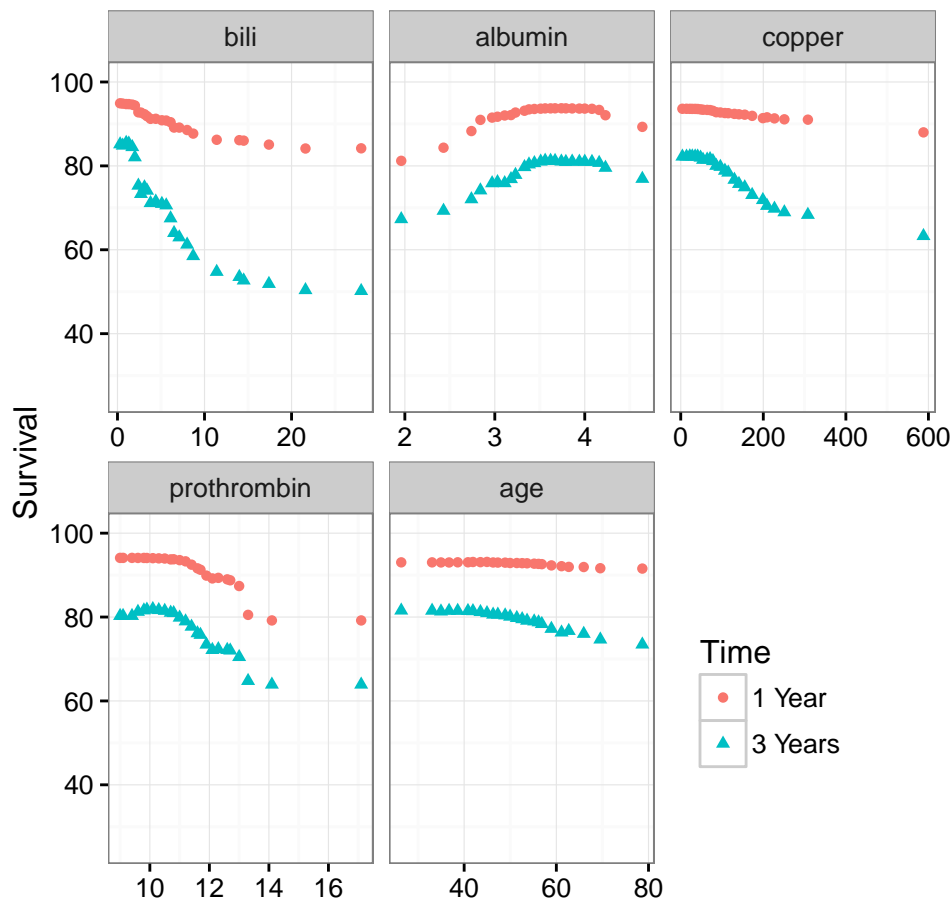 bili albumin copper
100
80
60
40
0 10 20 2 3 4 0 200 400 600
Survival
prothrombin age
100
80
60
40
10 12 14 16 40 60 80
Time
1 Year
3 Years